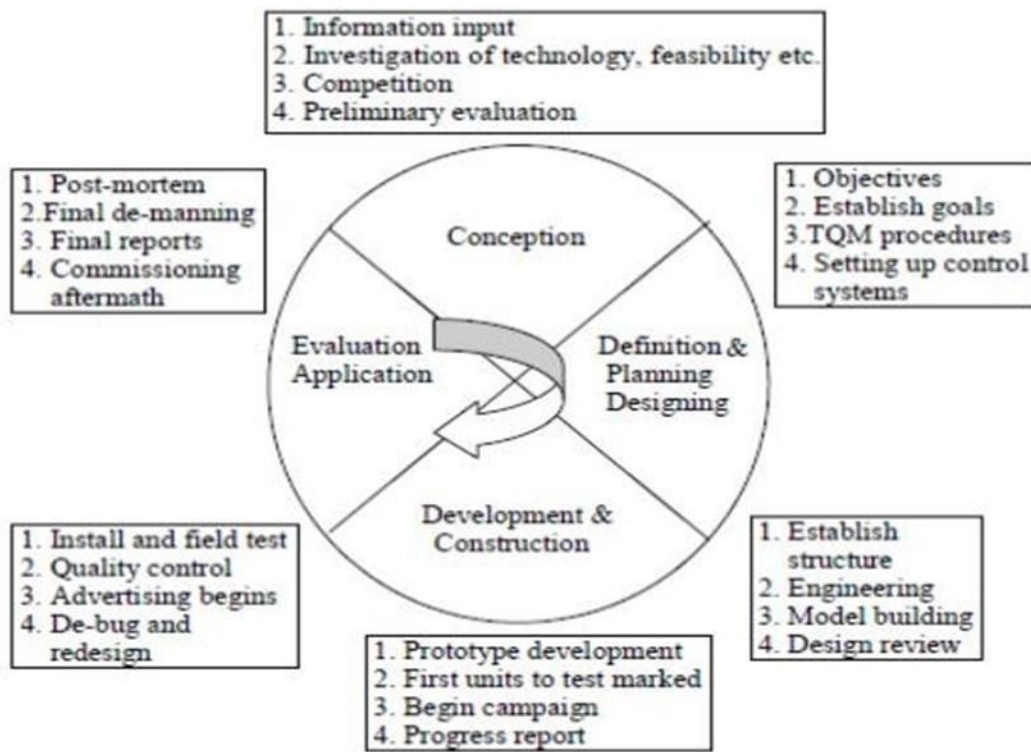 1. Information input
2. Investigation of technology, feasibility etc.
3. Competition
4. Preliminary evaluation
1. Post-mortem
2.Final de-manning
3. Final reports
4. Commissioning
aftermath
1. Objectives
2. Establish goals
3.TQM procedures
4. Setting up control
systems
Conception
Evaluation
Application
Definition &
Planning
Designing
Development &
Construction
1. Install and field test
2. Quality control
3. Advertising begins
4. De-bug and
redesign
1. Establish
structure
2. Engineering
3. Model building
4. Design review
1. Prototype development
2. First units to test marked
3. Begin campaign
4. Progress report